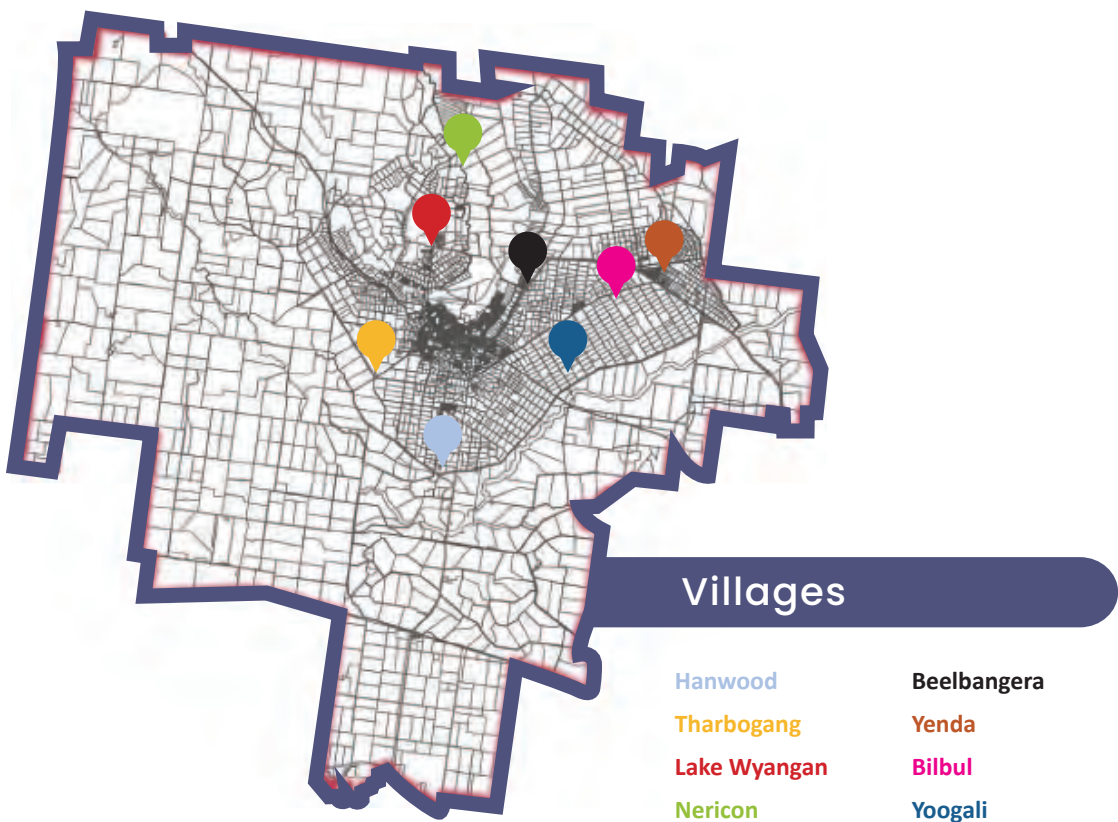 Villages
Hanwood
Tharbogang
Lake Wyangan
Nericon
Beelbangera
Yenda
Bilbul
Yoogali